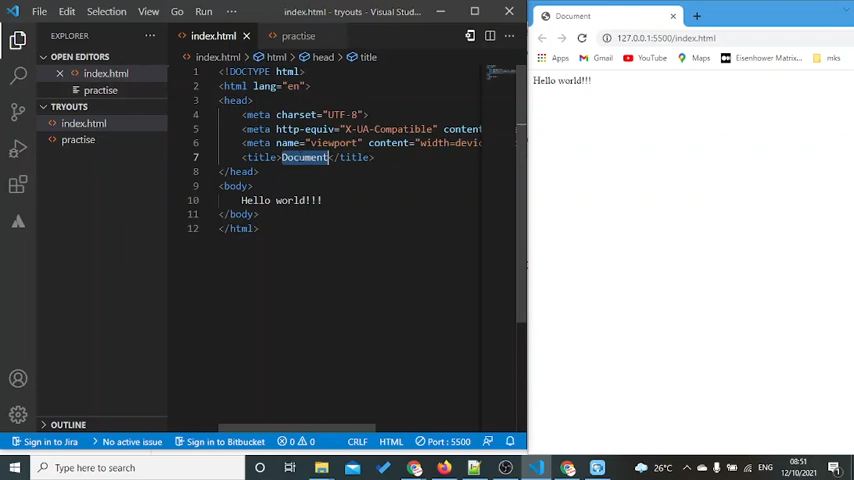 File Edit Selection View Go Run ··· index.html - tryouts - Visual Stud...
EXPLORER ···
OPEN EDITORS
index.html
practise
TRYOUTS
index.html
practise
OUTLINE
index.html practise ···
index.html > html > head > title
1 <!DOCTYPE html>
2 <html lang="en">
3 <head>
4 <meta charset="UTF-8">
5 <meta http-equiv="X-UA-Compatible" content
6 <meta name="viewport" content="width=devic
7 <title>Document</title>
8 </head>
9 <body>
10 Hello world!!!
11 </body>
12 </html>
Sign in to Jira No active issue Sign in to Bitbucket 0 0 CRLF HTML Port : 5500
Document
127.0.0.1:5500/index.html
Apps Gmail YouTube Maps Eisenhower Matrix... mks
Hello world!!!
Type here to search
26°C ENG 08:51
12/10/2021